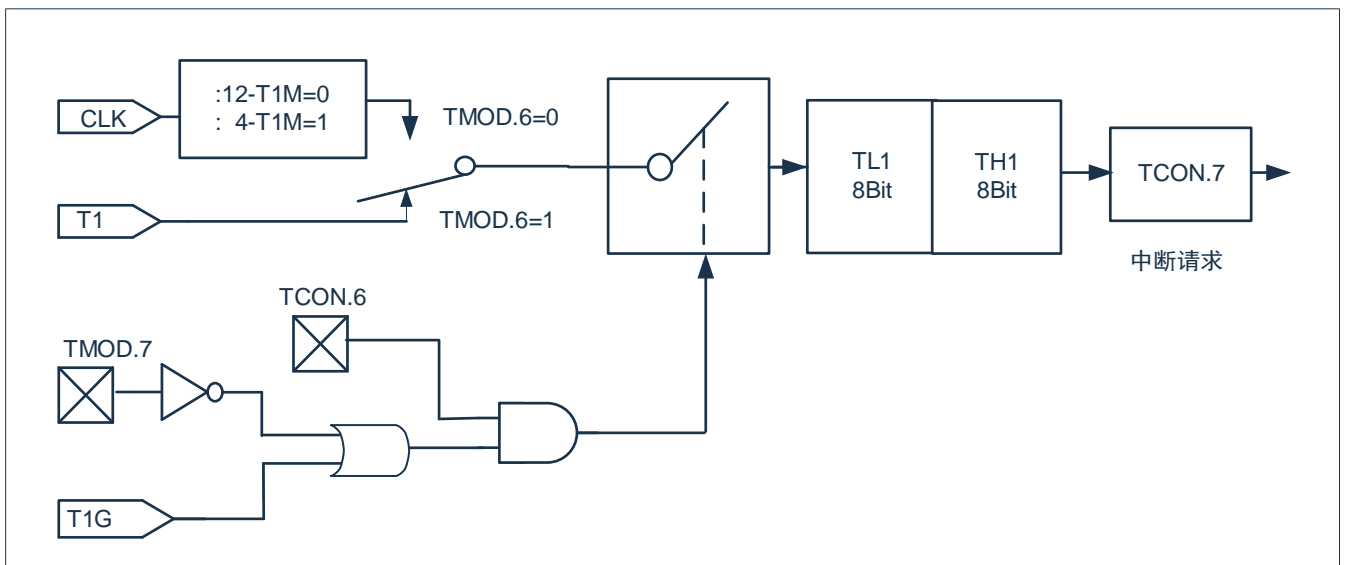 CLK
:12-T1M=0
: 4-T1M=1
TMOD.6=0
T1
TMOD.6=1
TL1
8Bit
TH1
8Bit
TCON.7
中断请求
TCON.6
TMOD.7
T1G